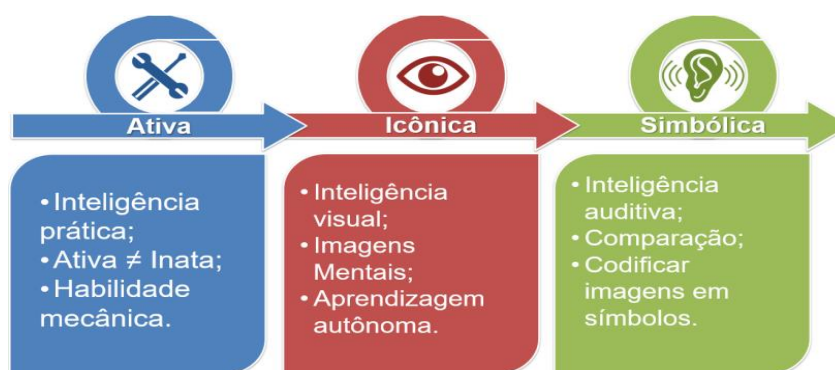 Ativa
• Inteligência
prática;
• Ativa ≠ Inata;
• Habilidade
mecânica.
Icônica
• Inteligência
visual;
• Imagens
Mentais;
• Aprendizagem
autônoma.
Simbólica
• Inteligência
auditiva;
• Comparação;
• Codificar
imagens em
símbolos.